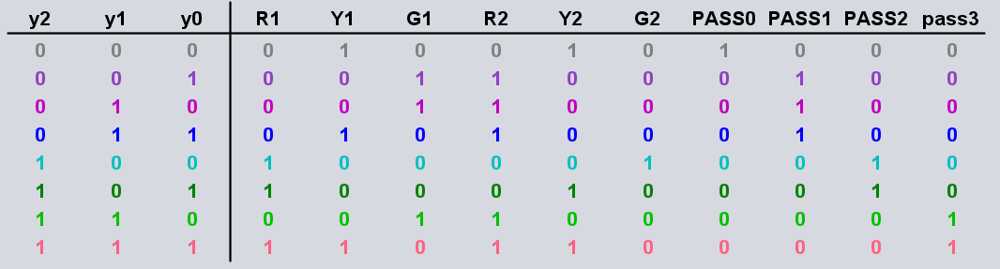 y2 y1 y0 R1 Y1 G1 R2 Y2 G2 PASS0 PASS1 PASS2 pass3
0 0 0 0 1 0 0 1 0 1 0 0 0
0 0 1 0 0 1 1 0 0 0 1 0 0
0 1 0 0 0 1 1 0 0 0 1 0 0
0 1 1 0 1 0 1 0 0 0 1 0 0
1 0 0 1 0 0 0 0 1 0 0 1 0
1 0 1 1 0 0 0 1 0 0 0 1 0
1 1 0 0 0 1 1 0 0 0 0 0 1
1 1 1 1 1 0 1 1 0 0 0 0 1